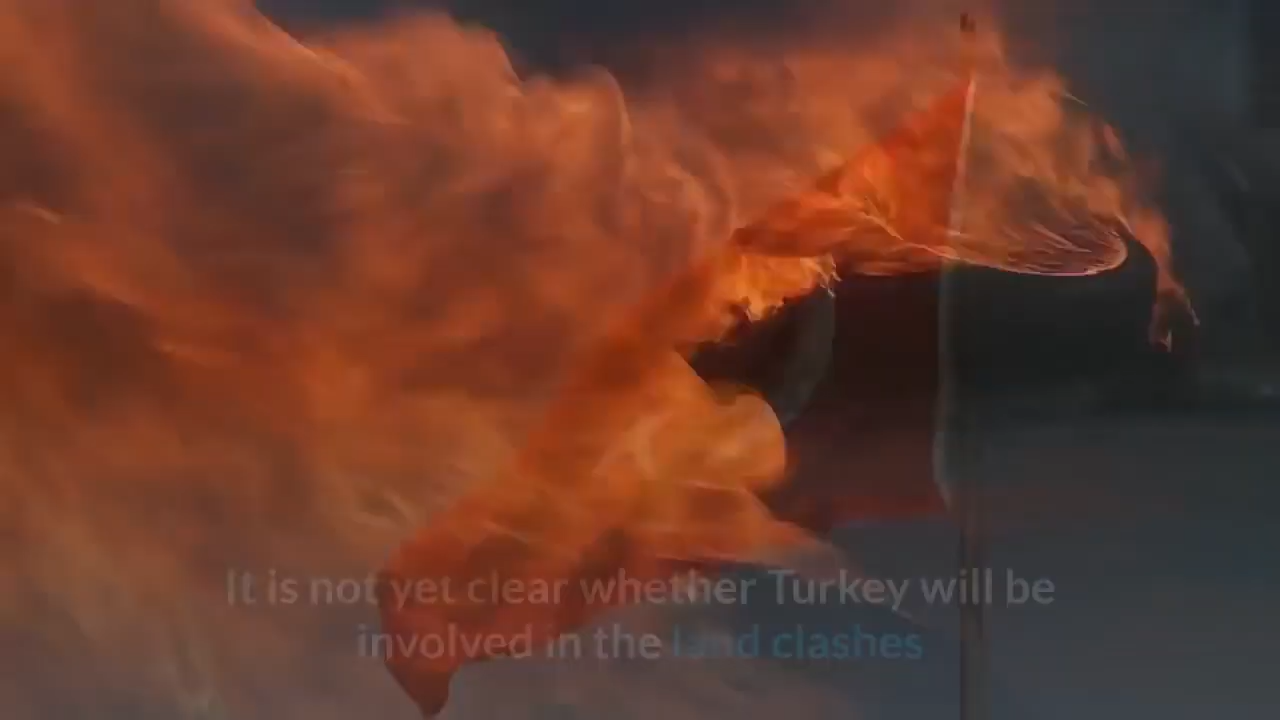 It is not yet clear whether Turkey will be
involved in the land clashes